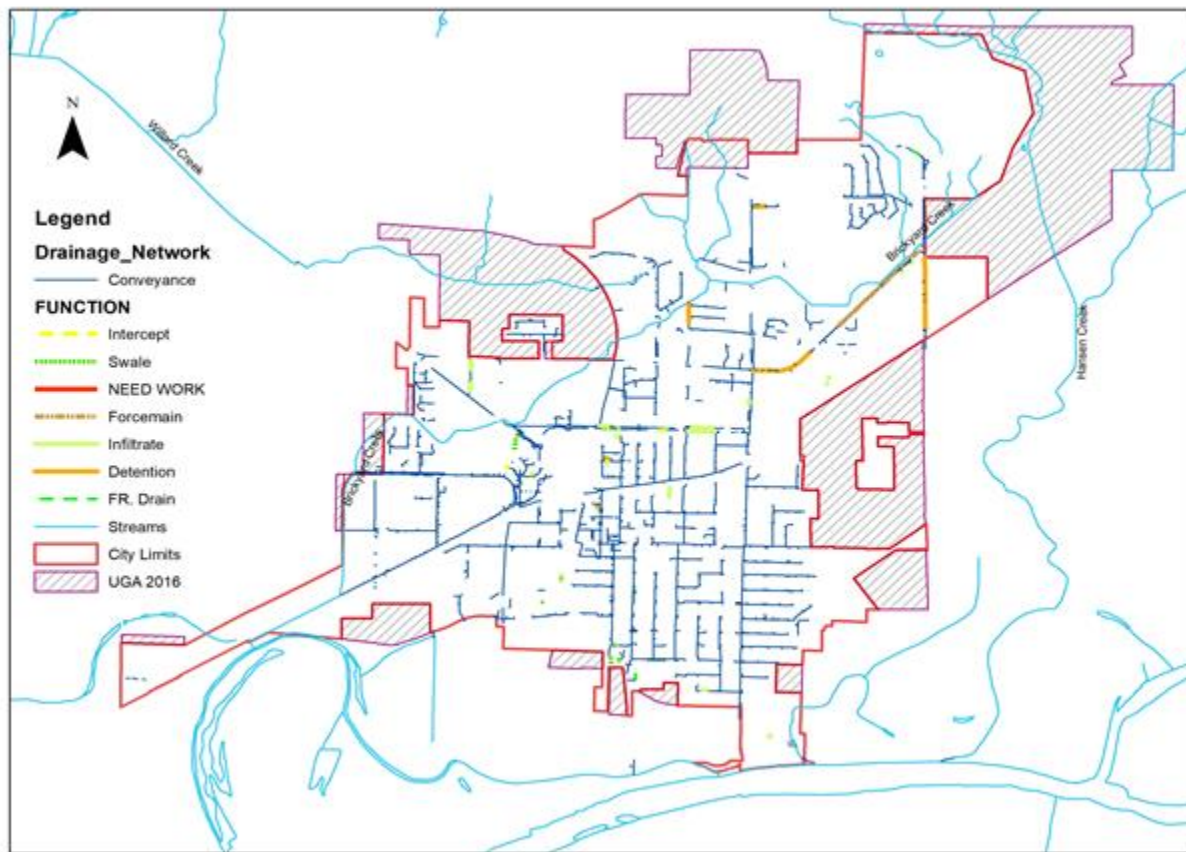 N
Willard Creek
Legend
Drainage_Network
Conveyance
FUNCTION
Intercept
Swale
NEED WORK
Forcemain
Infiltrate
Detention
FR. Drain
Streams
City Limits
UGA 2016
Brickyard Creek
Hansen Creek
Brickyard Creek